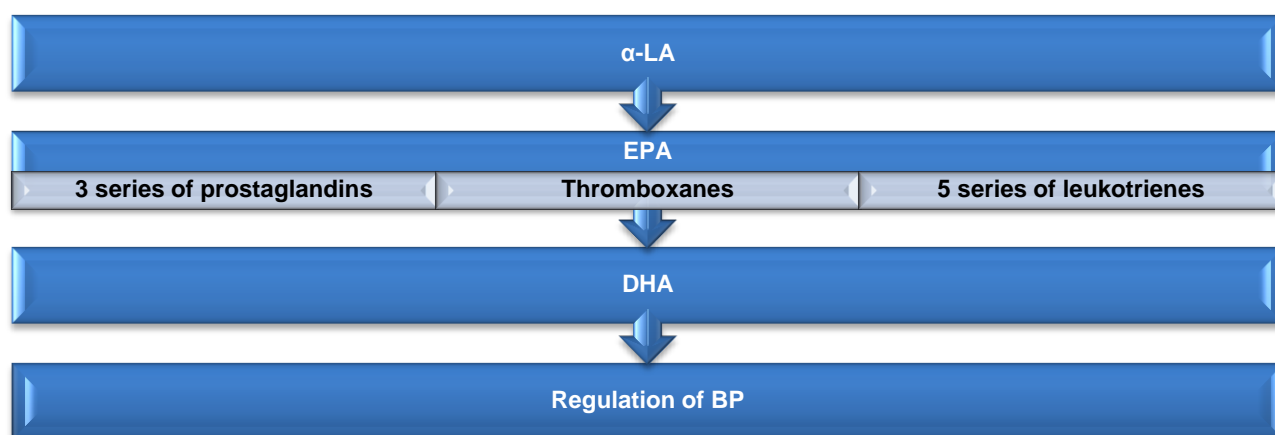 α-LA
EPA
3 series of prostaglandins Thromboxanes 5 series of leukotrienes
DHA
Regulation of BP